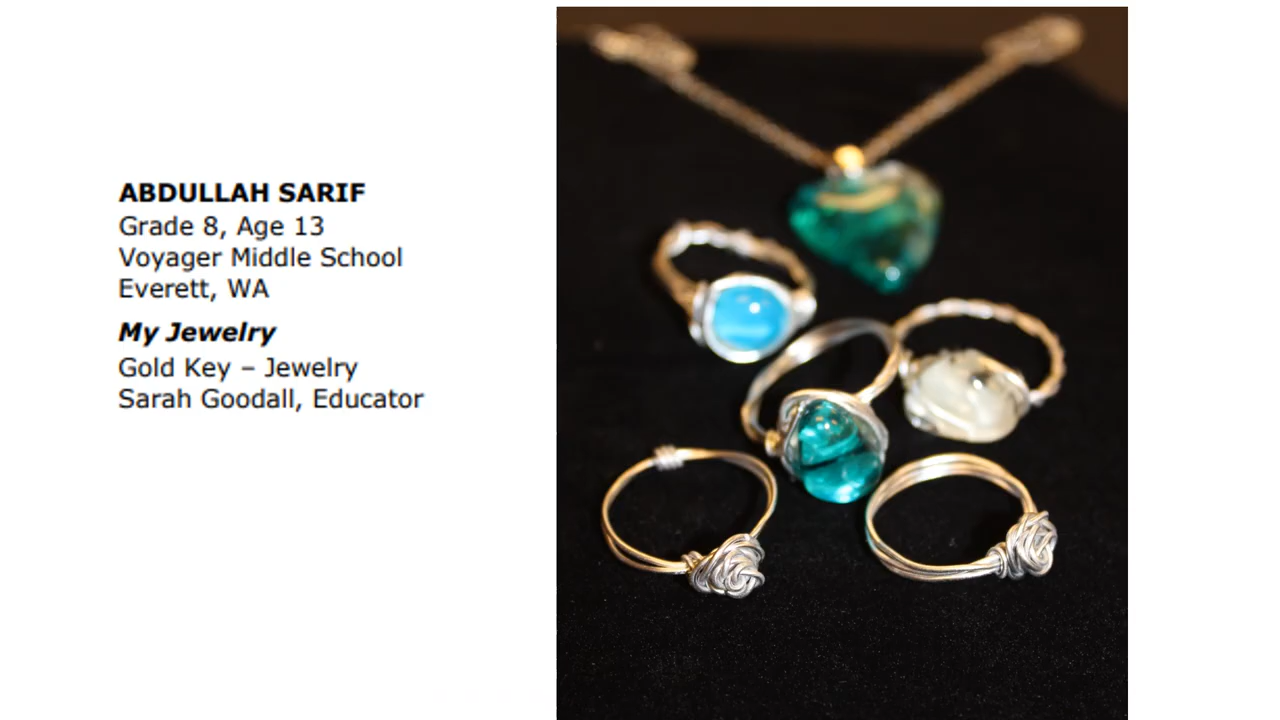 ABDULLAH SARIF
Grade 8, Age 13
Voyager Middle School
Everett, WA
My Jewelry
Gold Key – Jewelry
Sarah Goodall, Educator